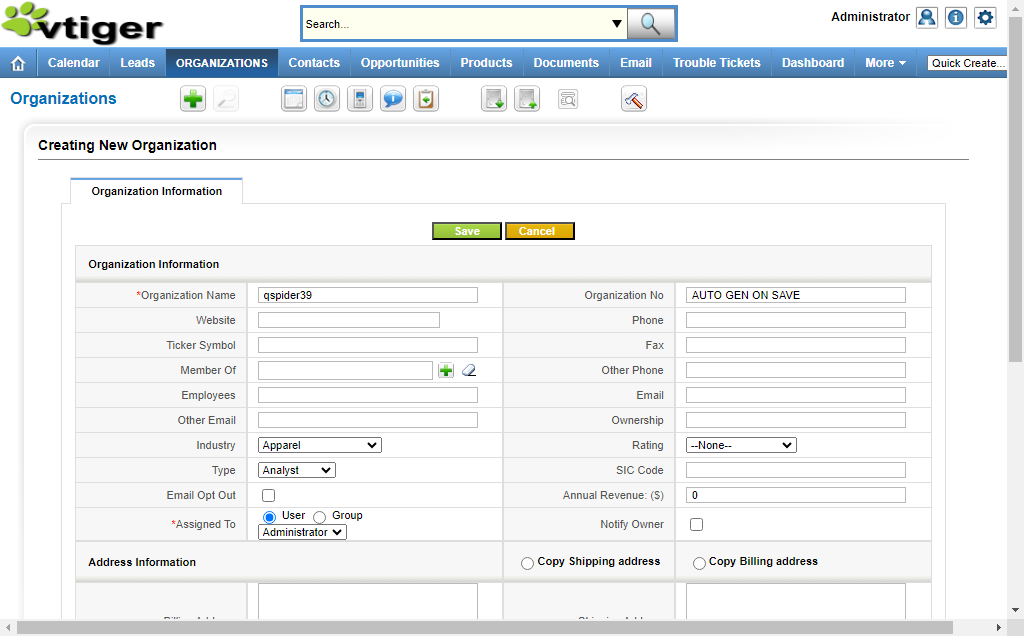 vtiger
Search...
Administrator
Calendar Leads ORGANIZATIONS Contacts Opportunities Products Documents Email Trouble Tickets Dashboard More Quick Create...
Organizations
Creating New Organization
Organization Information
Save Cancel
Organization Information
*Organization Name qspider39 Organization No AUTO GEN ON SAVE
Website Phone
Ticker Symbol Fax
Member Of Other Phone
Employees Email
Other Email Ownership
Industry Apparel Rating --None--
Type Analyst SIC Code
Email Opt Out Annual Revenue: ($) 0
*Assigned To User Group Administrator Notify Owner
Address Information Copy Shipping address Copy Billing address